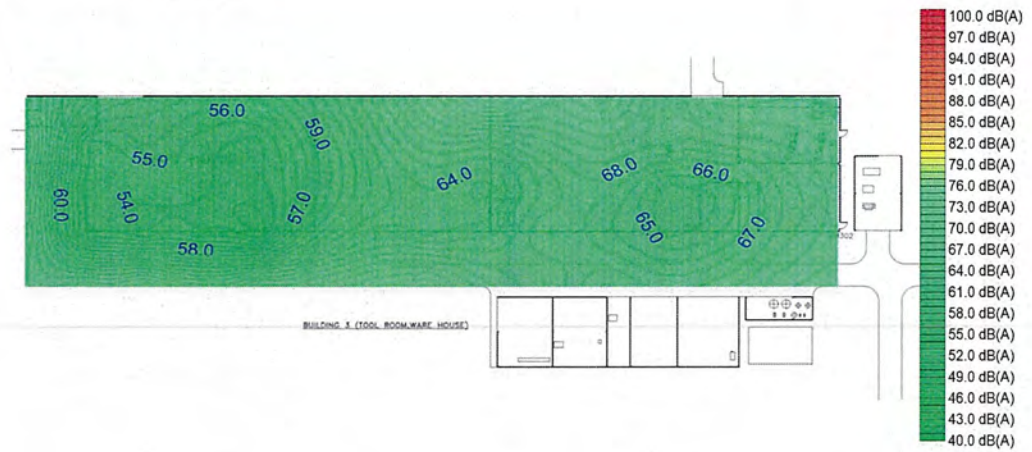 56.0
59.0
55.0
64.0
68.0
66.0
60.0
54.0
57.0
65.0
67.0
58.0
302
BUILDING 3 (TOOL ROOM,WARE HOUSE)
100.0 dB(A)
97.0 dB(A)
94.0 dB(A)
91.0 dB(A)
88.0 dB(A)
85.0 dB(A)
82.0 dB(A)
79.0 dB(A)
76.0 dB(A)
73.0 dB(A)
70.0 dB(A)
67.0 dB(A)
64.0 dB(A)
61.0 dB(A)
58.0 dB(A)
55.0 dB(A)
52.0 dB(A)
49.0 dB(A)
46.0 dB(A)
43.0 dB(A)
40.0 dB(A)